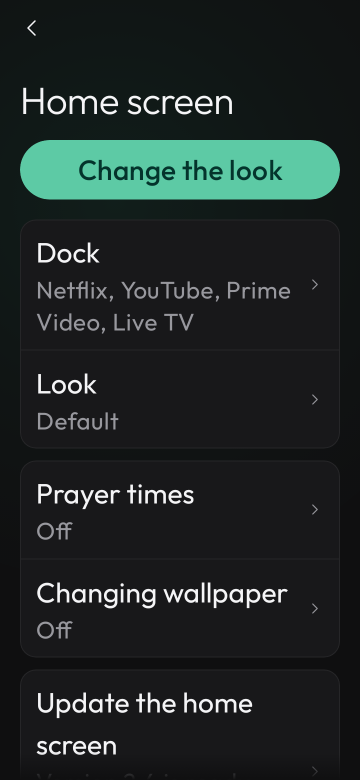 Home screen
Change the look
Dock
Netflix, YouTube, Prime
Video, Live TV
Look
Default
Prayer times
Off
Changing wallpaper
Off
Update the home
screen